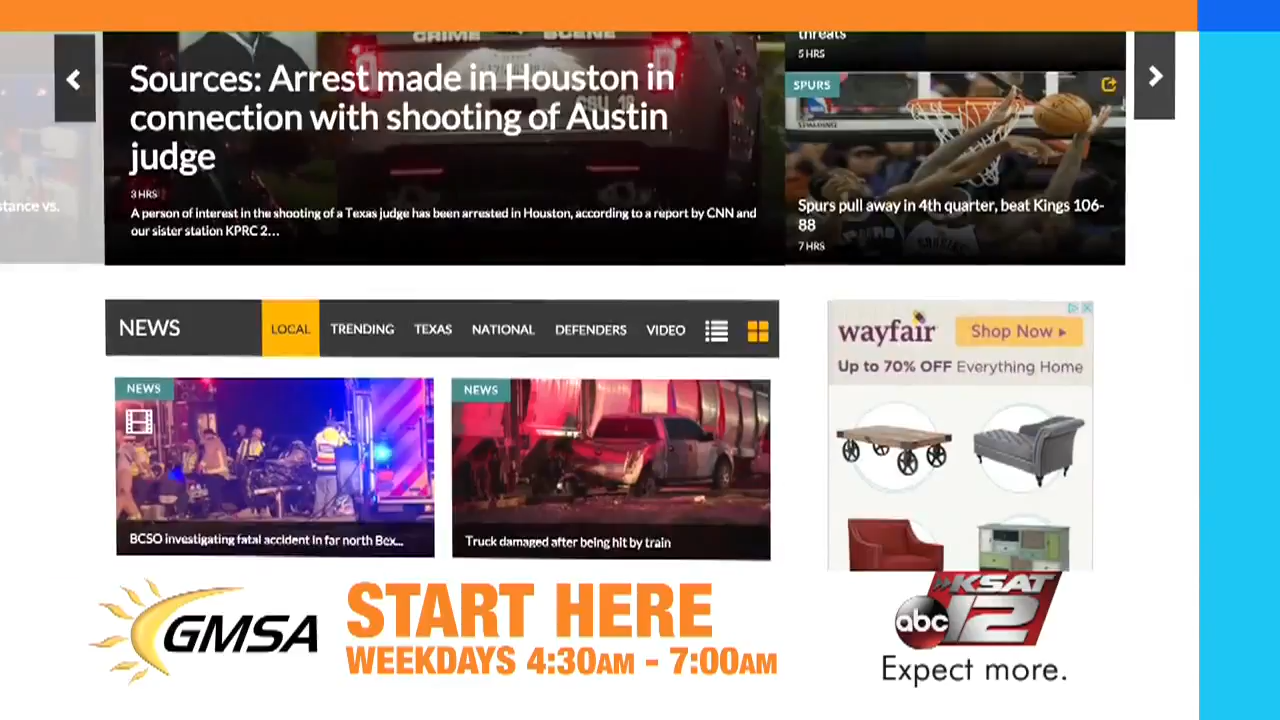 threats
5 HRS
CRIME SCENE
CSU 16
Sources: Arrest made in Houston in
connection with shooting of Austin
judge
3 HRS
A person of interest in the shooting of a Texas judge has been arrested in Houston, according to a report by CNN and
our sister station KPRC 2...
stance vs.
SPURS
SPALDING
Spurs pull away in 4th quarter, beat Kings 106-
88
7 HRS
NEWS
LOCAL
TRENDING
TEXAS
NATIONAL
DEFENDERS
VIDEO
NEWS
BCSO investigating fatal accident in far north Bex...
NEWS
Truck damaged after being hit by train
wayfair
Shop Now
Up to 70% OFF Everything Home
GMSA
START HERE
WEEKDAYS 4:30AM - 7:00AM
KSAT
abc 12
Expect more.